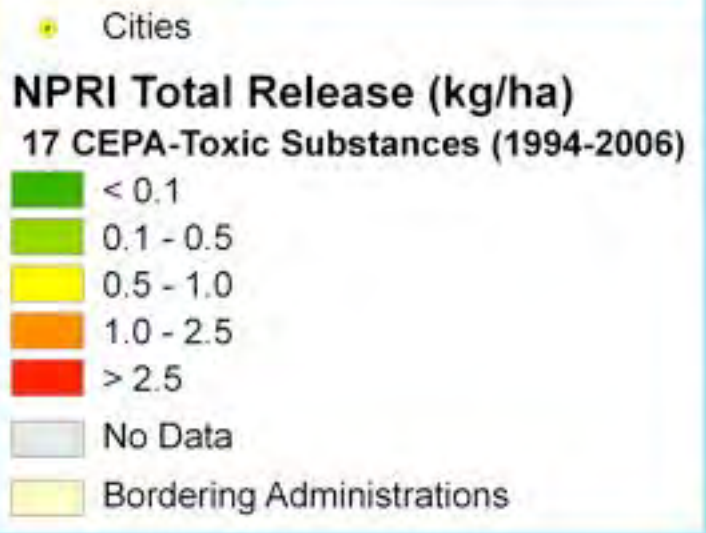 Cities
NPRI Total Release (kg/ha)
17 CEPA-Toxic Substances (1994-2006)
< 0.1
0.1 - 0.5
0.5 - 1.0
1.0 - 2.5
> 2.5
No Data
Bordering Administrations